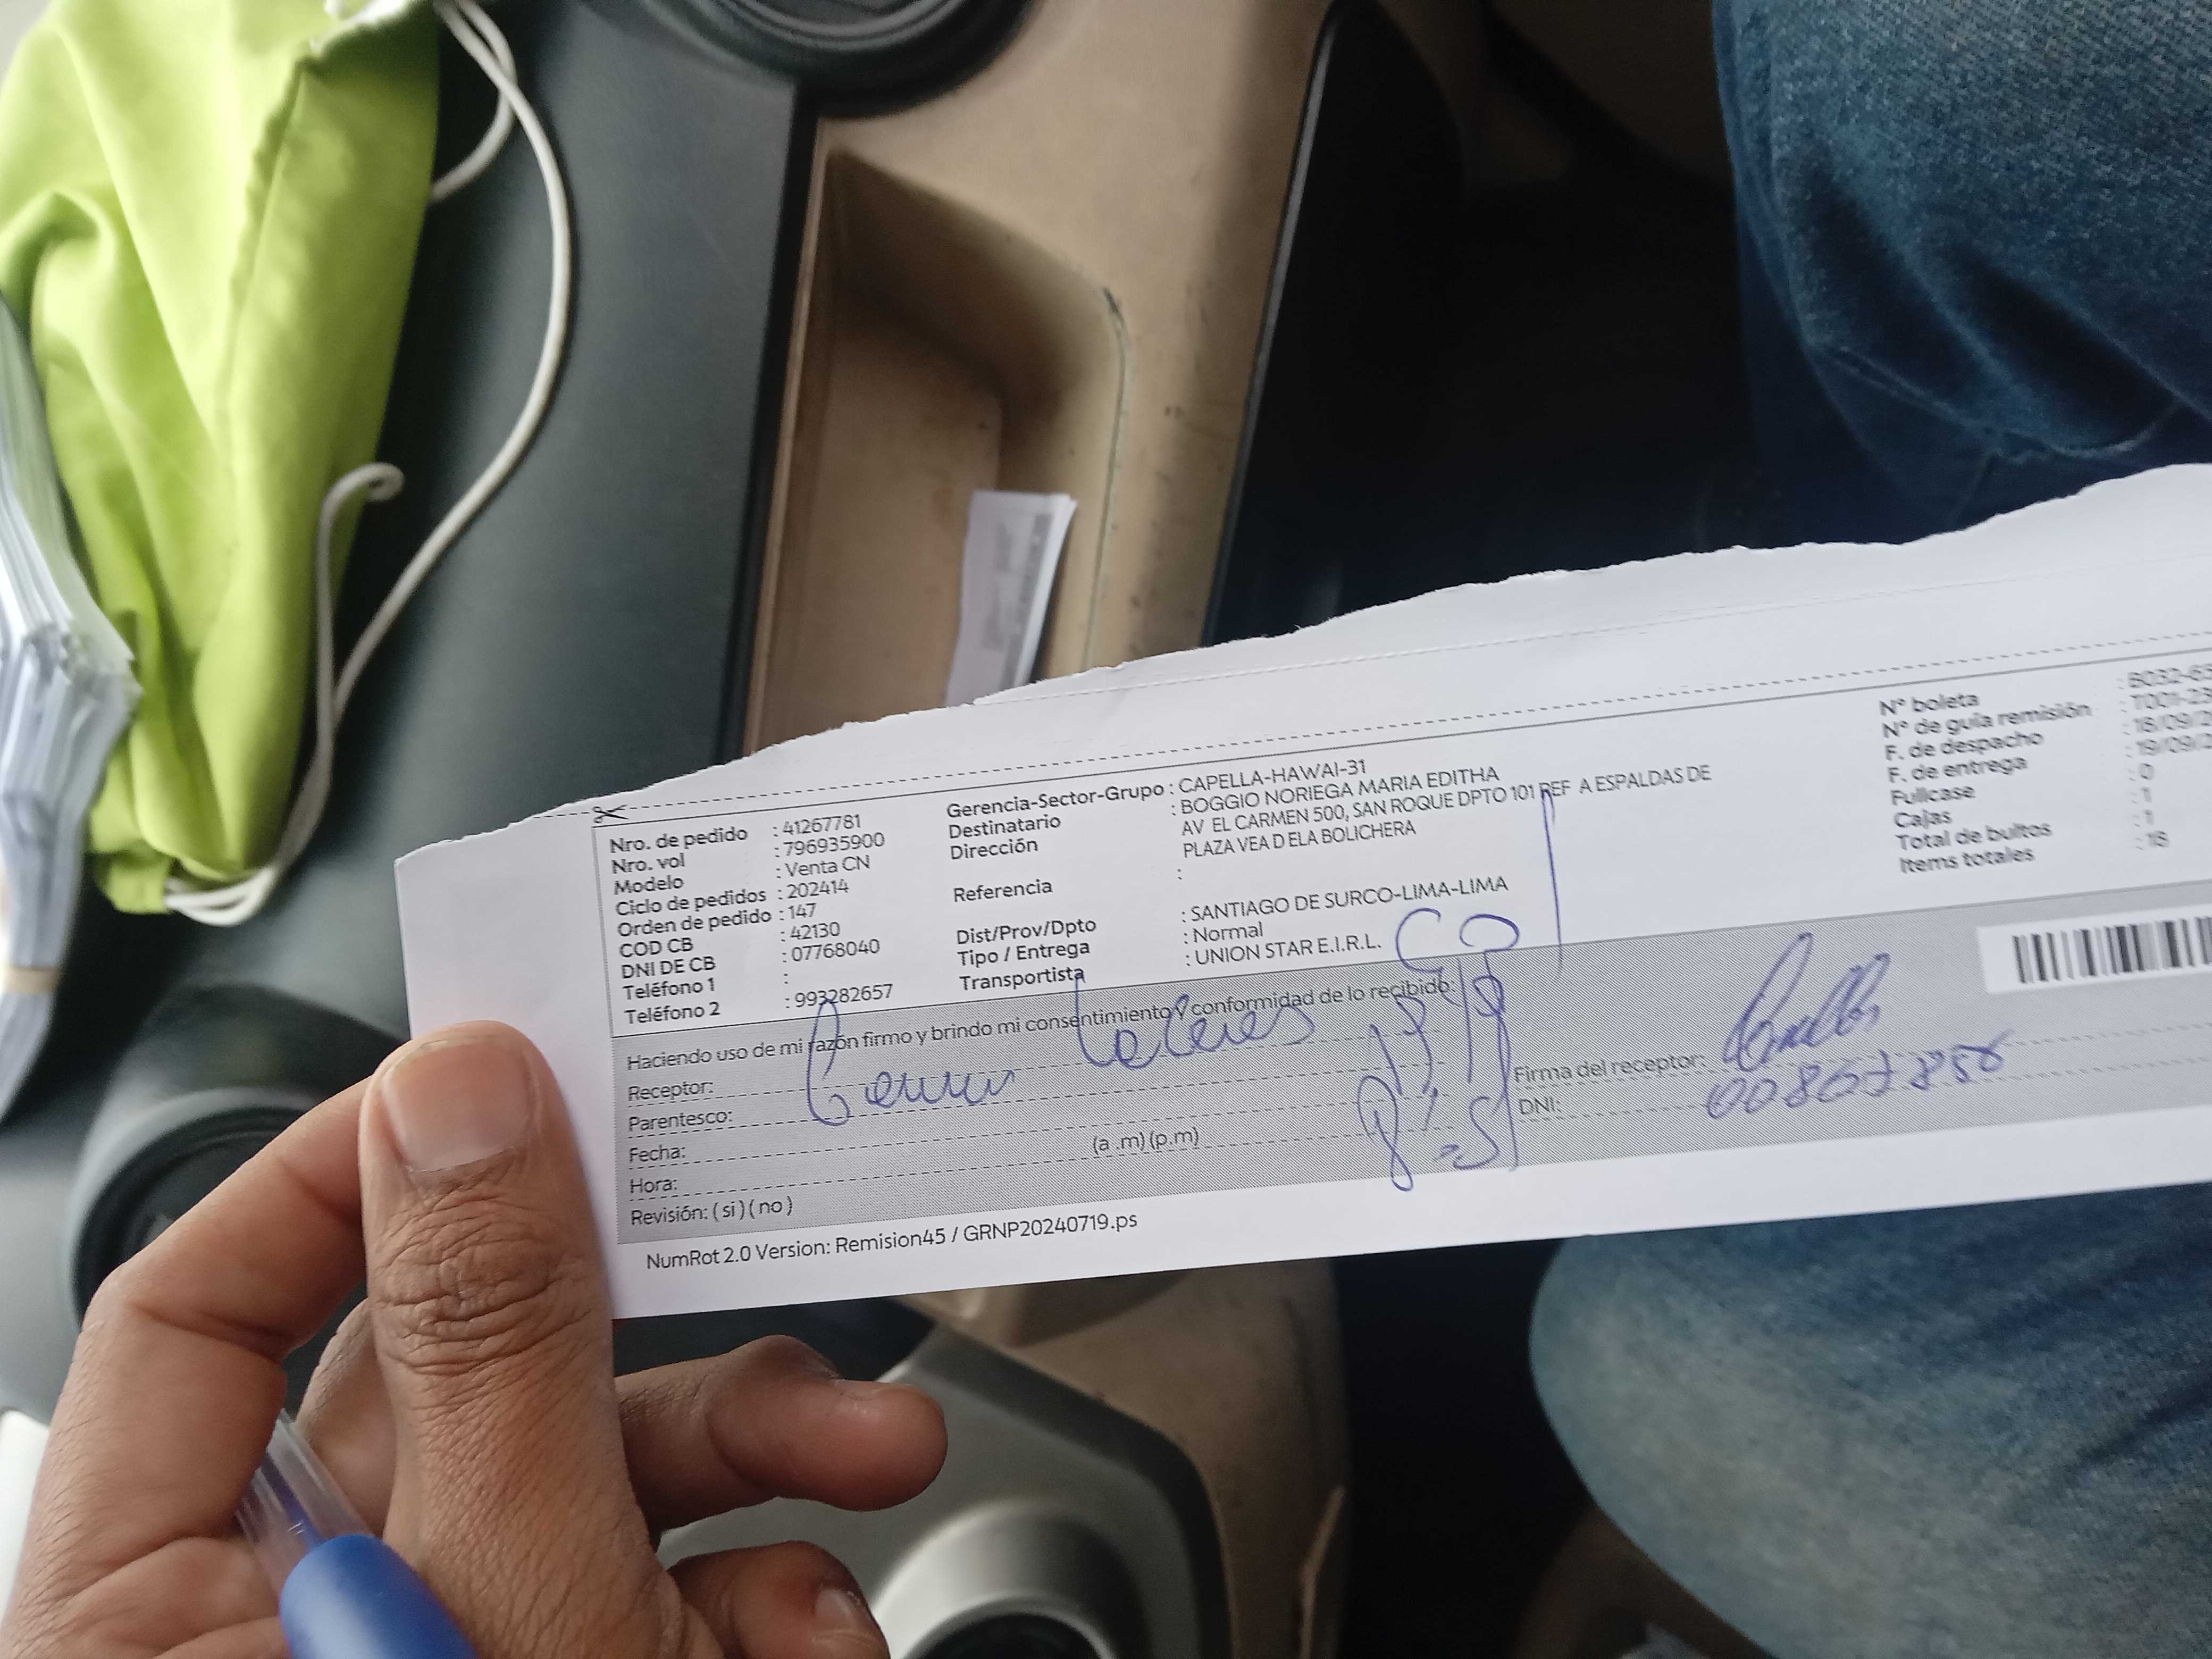 Nro. de pedido : 41267781
Nro. vol : 796935900
Modelo : Venta CN
Ciclo de pedidos : 202414
Orden de pedido : 147
COD CB : 42130
DNI DE CB : 07768040
Teléfono 1 :
Teléfono 2 : 993282657
Gerencia-Sector-Grupo : CAPELLA-HAWAI-31
Destinatario : BOGGIO NORIEGA MARIA EDITHA
Dirección AV EL CARMEN 500, SAN ROQUE DPTO 101 REF A ESPALDAS DE
PLAZA VEA D ELA BOLICHERA
Referencia :
Dist/Prov/Dpto : SANTIAGO DE SURCO-LIMA-LIMA
Tipo / Entrega : Normal
Transportista : UNION STAR E.I.R.L.
N° boleta : B032-
N° de guía remisión : T001-
F. de despacho : 18/09/
F. de entrega : 19/09/
Fullcase : 0
Cajas : 1
Total de bultos : 1
Items totales : 18
Haciendo uso de mi razón firmo y brindo mi consentimiento y conformidad de lo recibido:
Receptor:
Parentesco:
Fecha:
Hora: (a .m) (p.m)
Revisión: ( si ) ( no )
Firma del receptor:
DNI:
NumRot 2.0 Version: Remision45 / GRNP20240719.ps